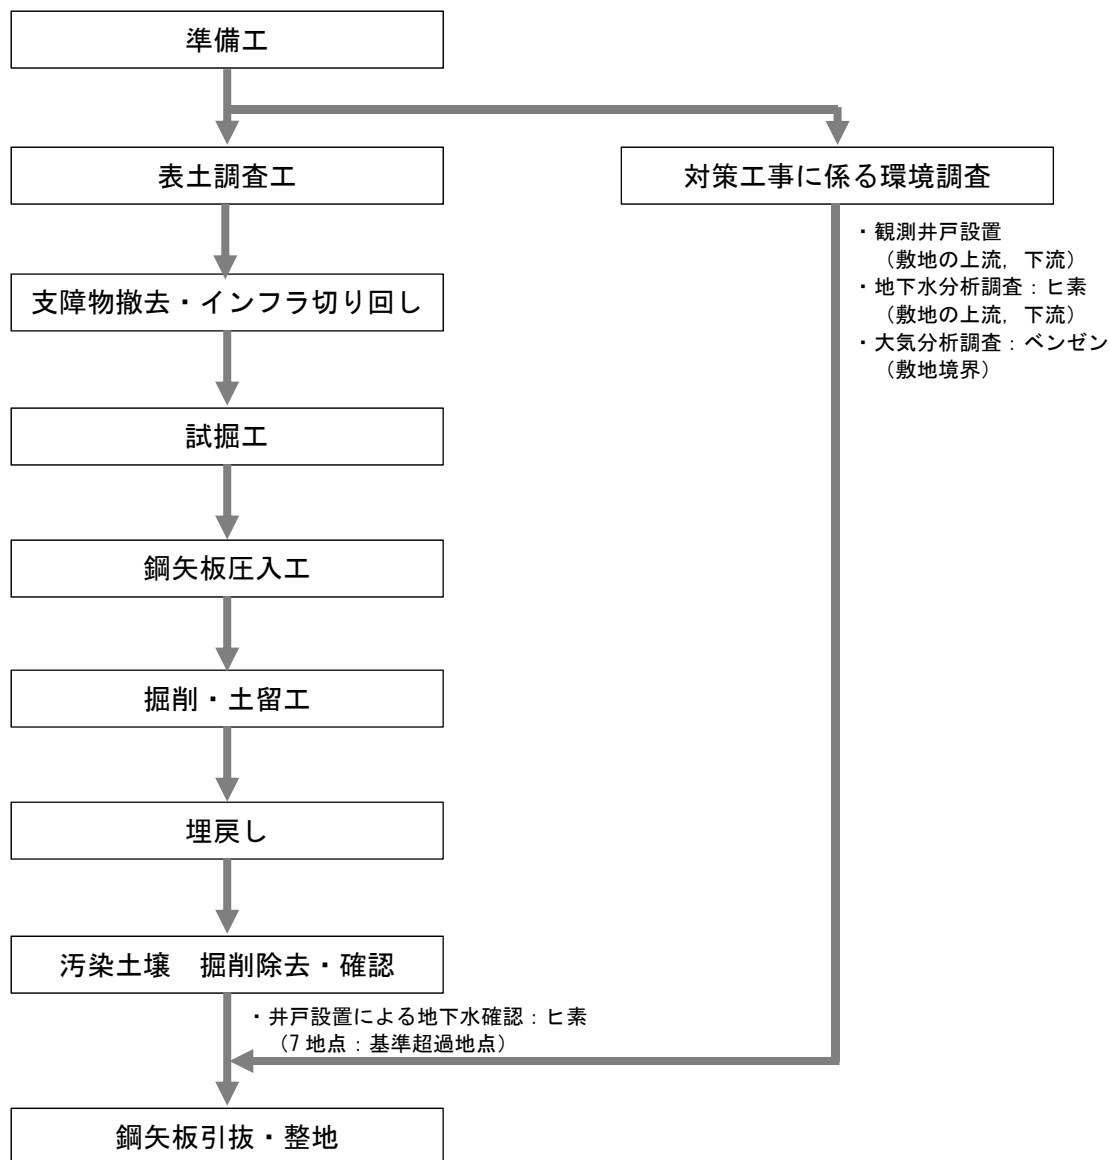 準備工
表土調査工
対策工事に係る環境調査
・観測井戸設置
（敷地の上流，下流）
・地下水分析調査：ヒ素
（敷地の上流，下流）
・大気分析調査：ベンゼン
（敷地境界）
支障物撤去・インフラ切り回し
試掘工
鋼矢板圧入工
掘削・土留工
埋戻し
汚染土壌　掘削除去・確認
・井戸設置による地下水確認：ヒ素
（7 地点：基準超過地点）
鋼矢板引抜・整地